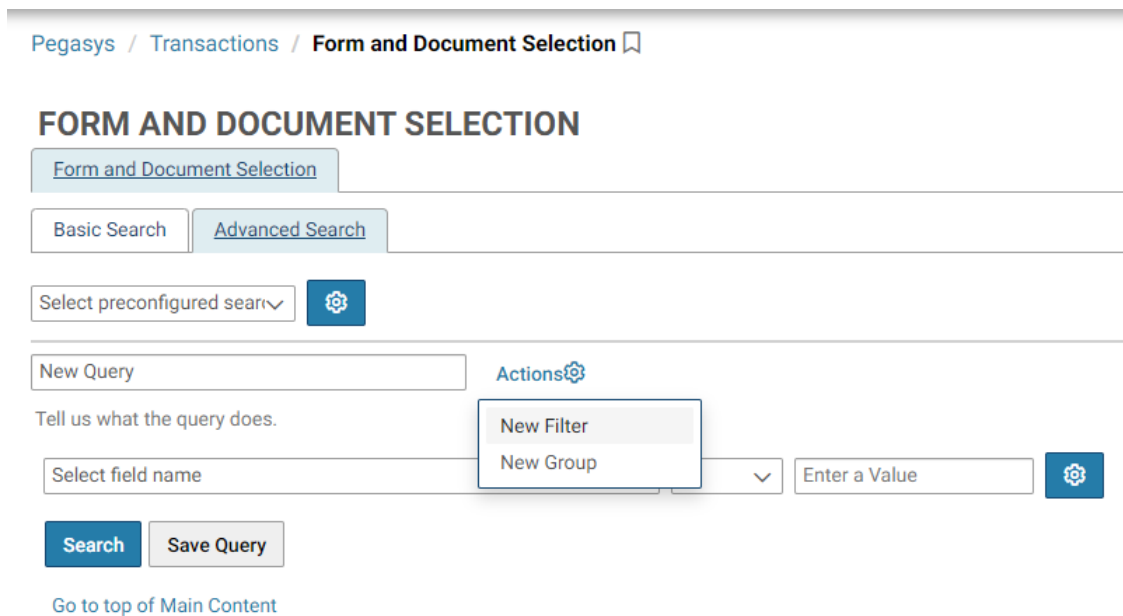 Pegasys / Transactions / Form and Document Selection
FORM AND DOCUMENT SELECTION
Form and Document Selection
Basic Search Advanced Search
Select preconfigured sear
New Query Actions
Tell us what the query does.
New Filter
New Group
Select field name Enter a Value
Search Save Query
Go to top of Main Content